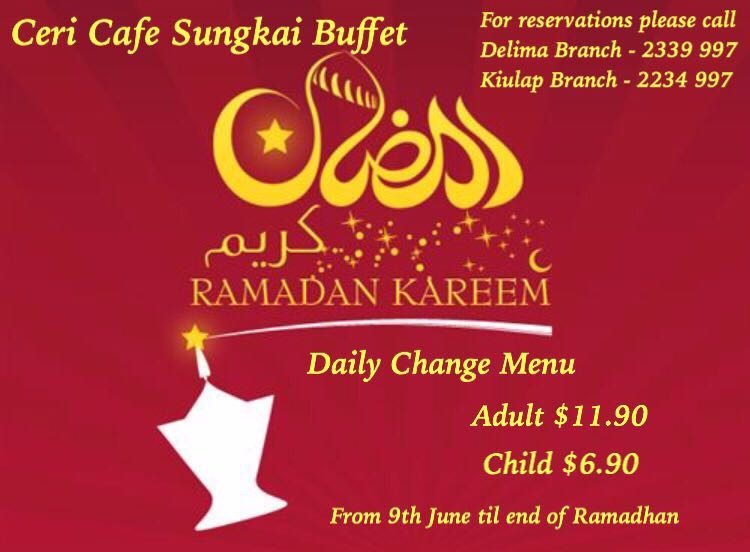 Ceri Cafe Sungkai Buffet
For reservations please call
Delima Branch - 2339 997
Kiulap Branch - 2234 997
رمضان
كريم
RAMADAN KAREEM
Daily Change Menu
Adult $11.90
Child $6.90
From 9th June til end of Ramadhan